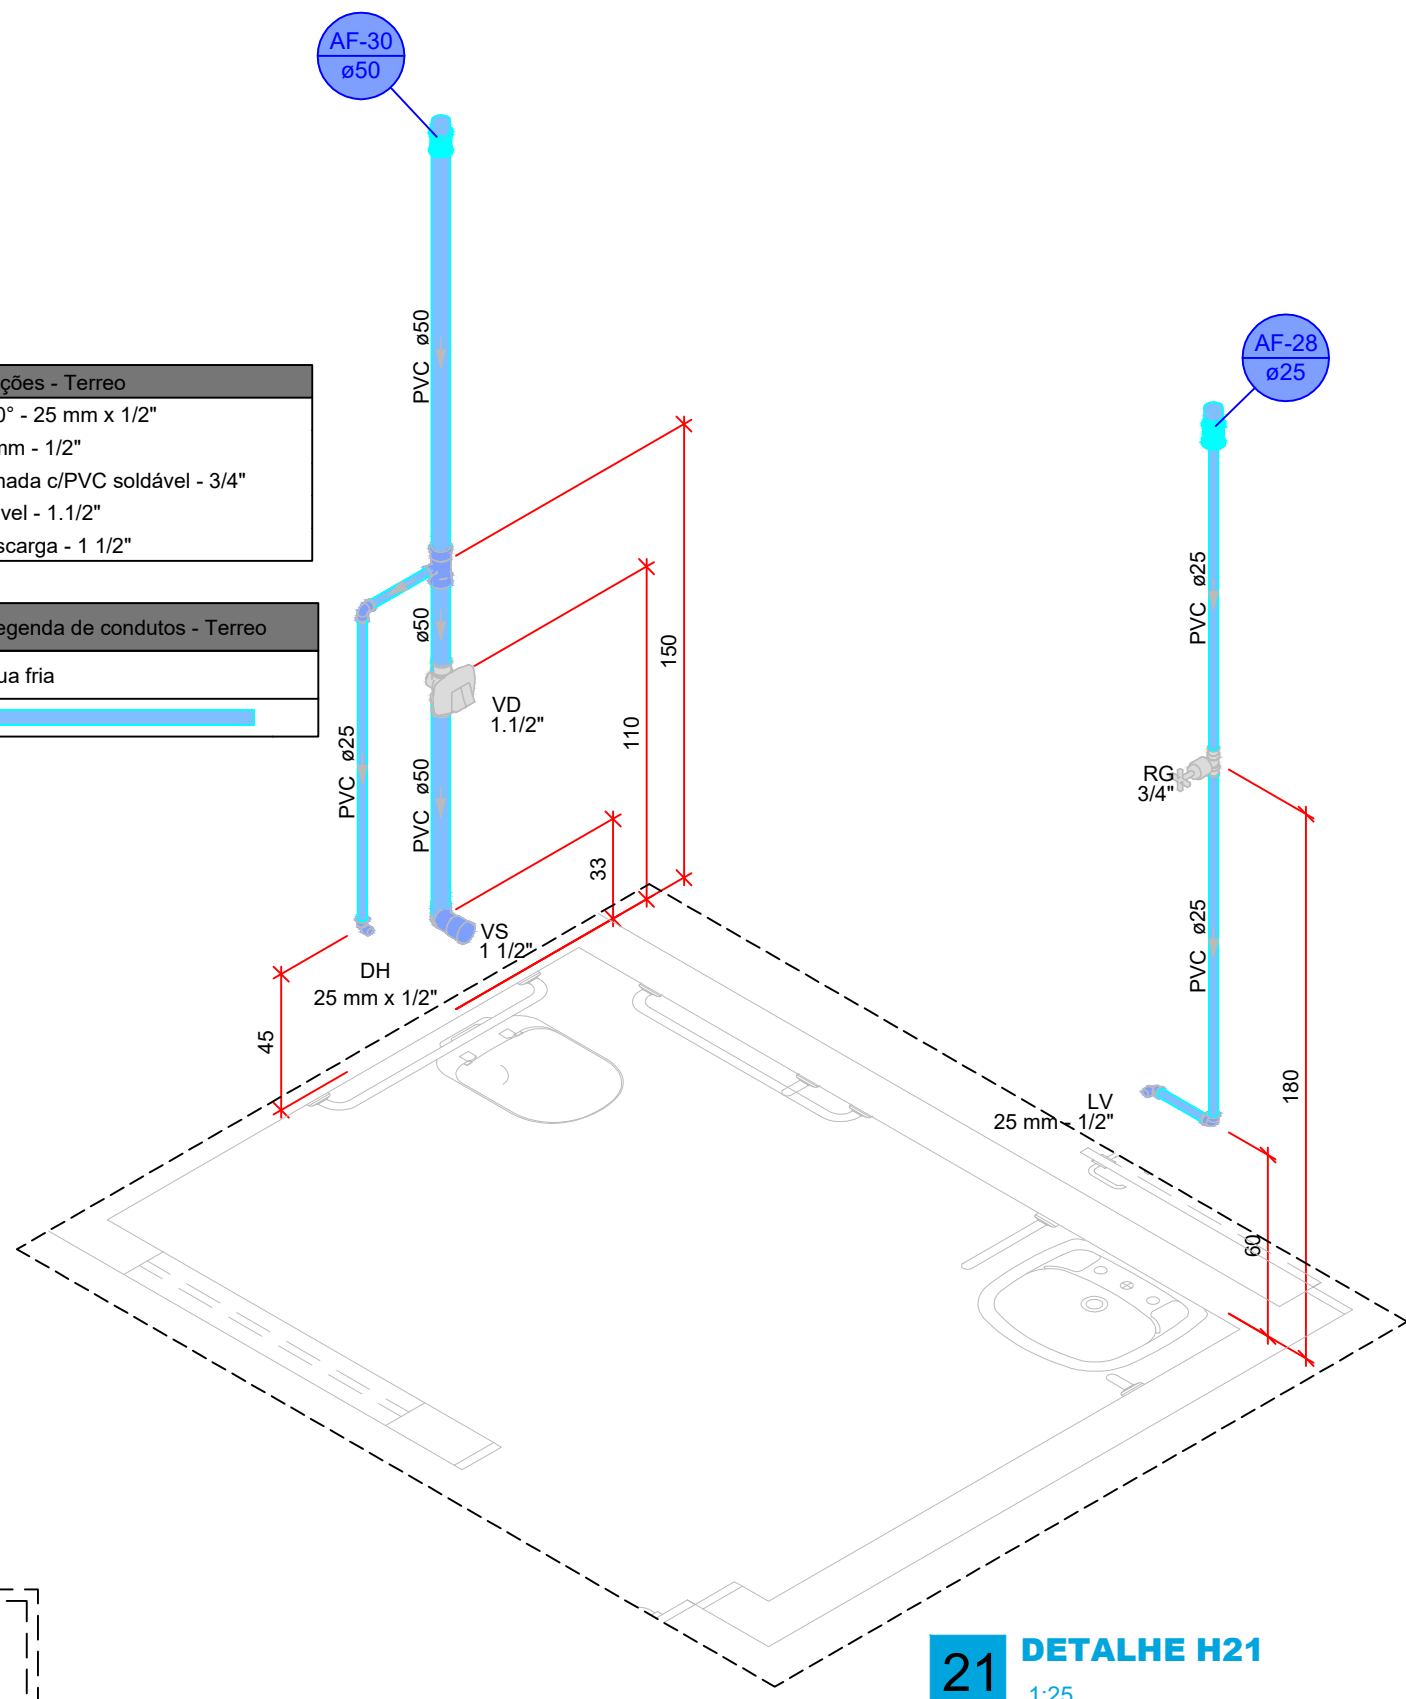 AF-30
ø50
AF-28
ø25
PVC ø50
ções - Terreo
0° - 25 mm x 1/2"
mm - 1/2"
nada c/PVC soldável - 3/4"
vel - 1.1/2"
scarga - 1 1/2"
egenda de condutos - Terreo
ua fria
ø50
150
PVC ø25
VD
1.1/2"
110
PVC ø25
PVC ø50
RG
3/4"
33
VS
1 1/2"
PVC ø25
DH
25 mm x 1/2"
45
180
LV
25 mm - 1/2"
60
21
DETALHE H21
1:25